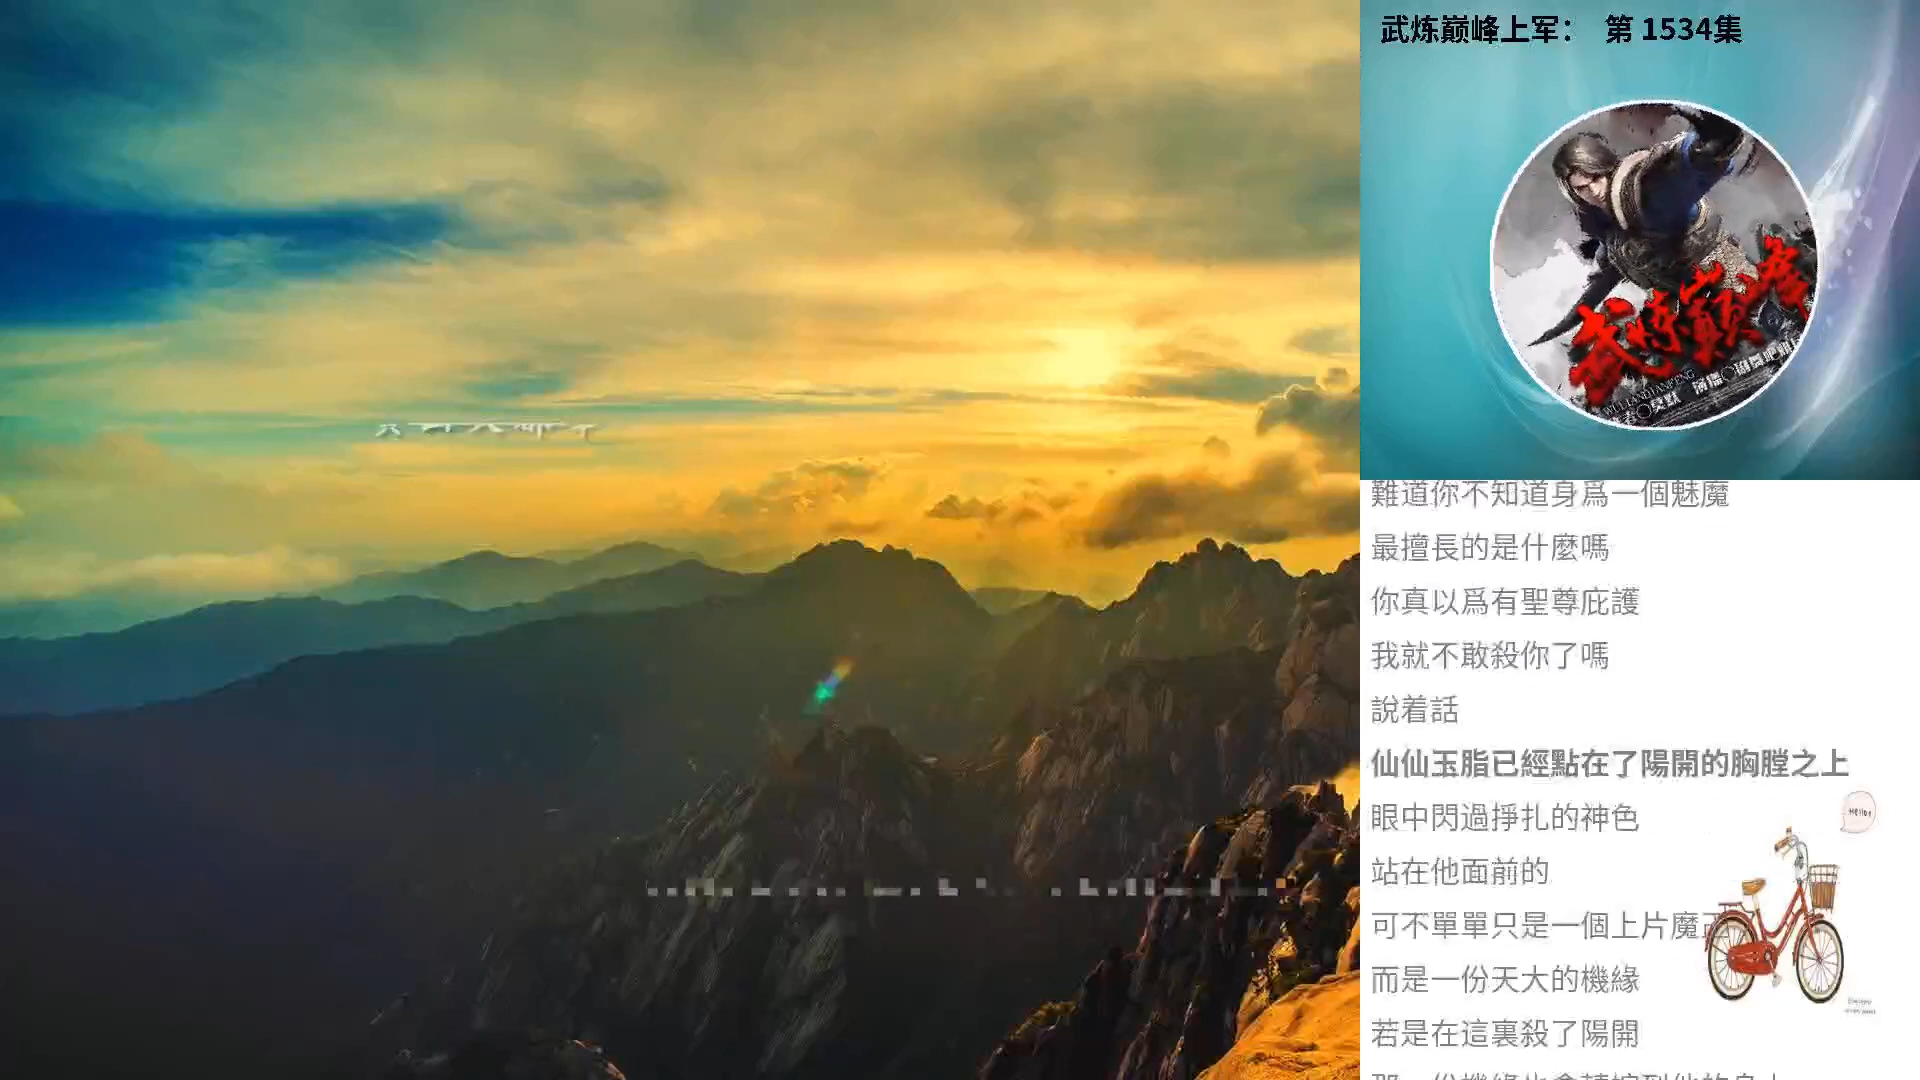 武炼巅峰上军： 第 1534集
武炼巅峰
難道你不知道身爲一個魅魔
最擅長的是什麼嗎
你真以爲有聖尊庇護
我就不敢殺你了嗎
說着話
仙仙玉脂已經點在了陽開的胸膛之上
眼中閃過掙扎的神色
Hello!
站在他面前的
可不單單只是一個上片魔
而是一份天大的機緣
若是在這裏殺了陽開